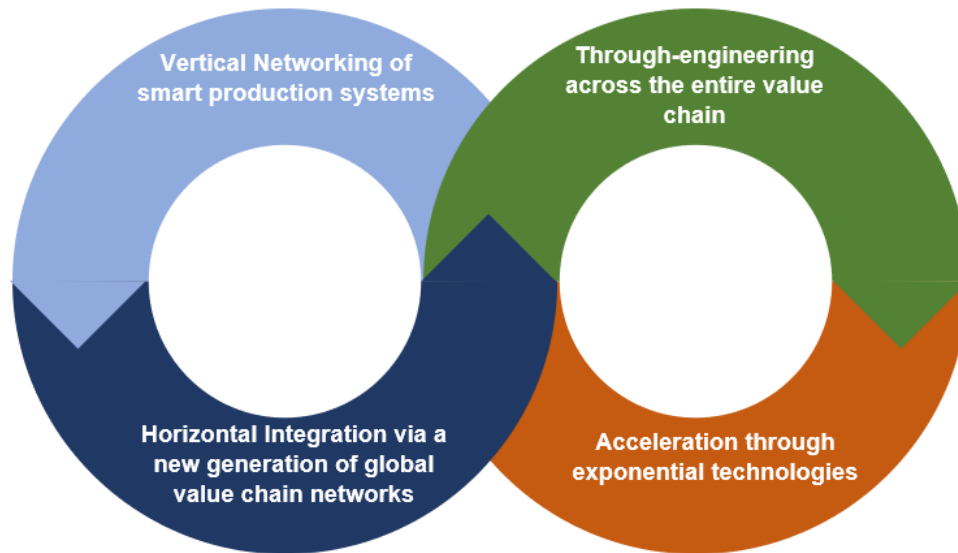 Vertical Networking of
smart production systems
Through-engineering
across the entire value
chain
Horizontal Integration via a
new generation of global
value chain networks
Acceleration through
exponential technologies